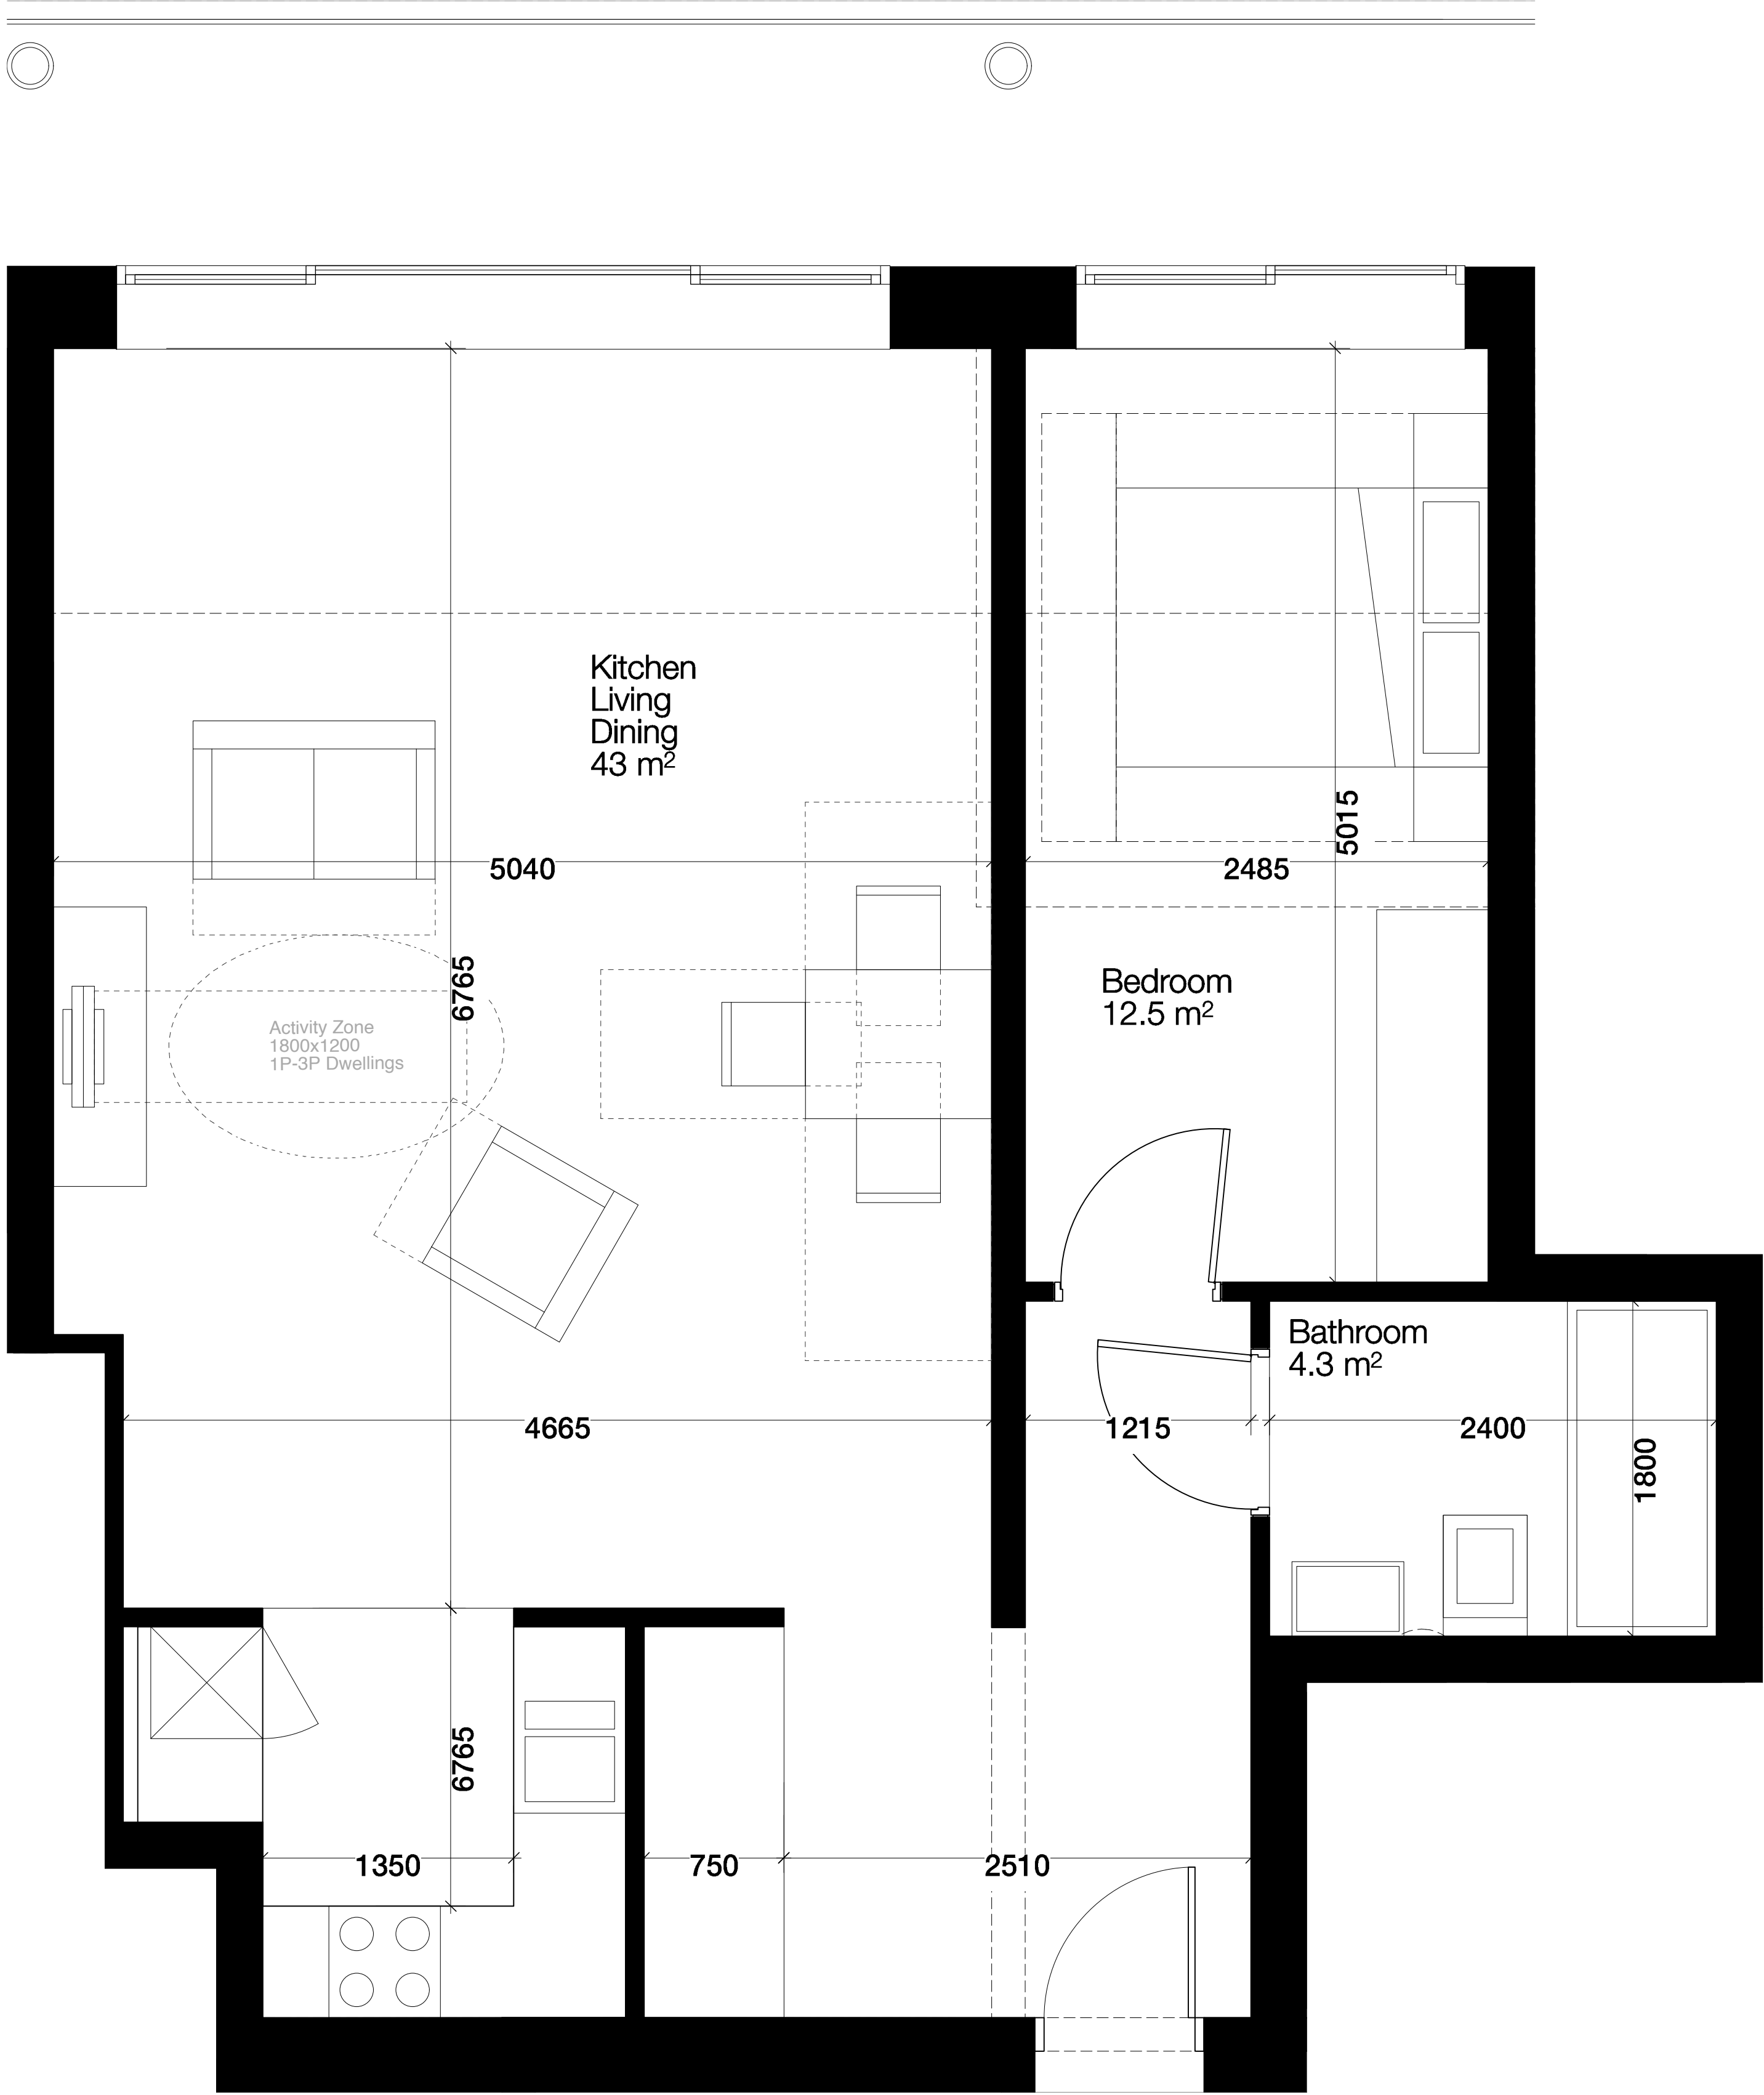 Kitchen
Living
Dining
43 m²
5015
5040
2485
6765
Bedroom
12.5 m²
Activity Zone
1800x1200
1P-3P Dwellings
Bathroom
4.3 m²
4665
1215
2400
1800
6765
1350
750
2510